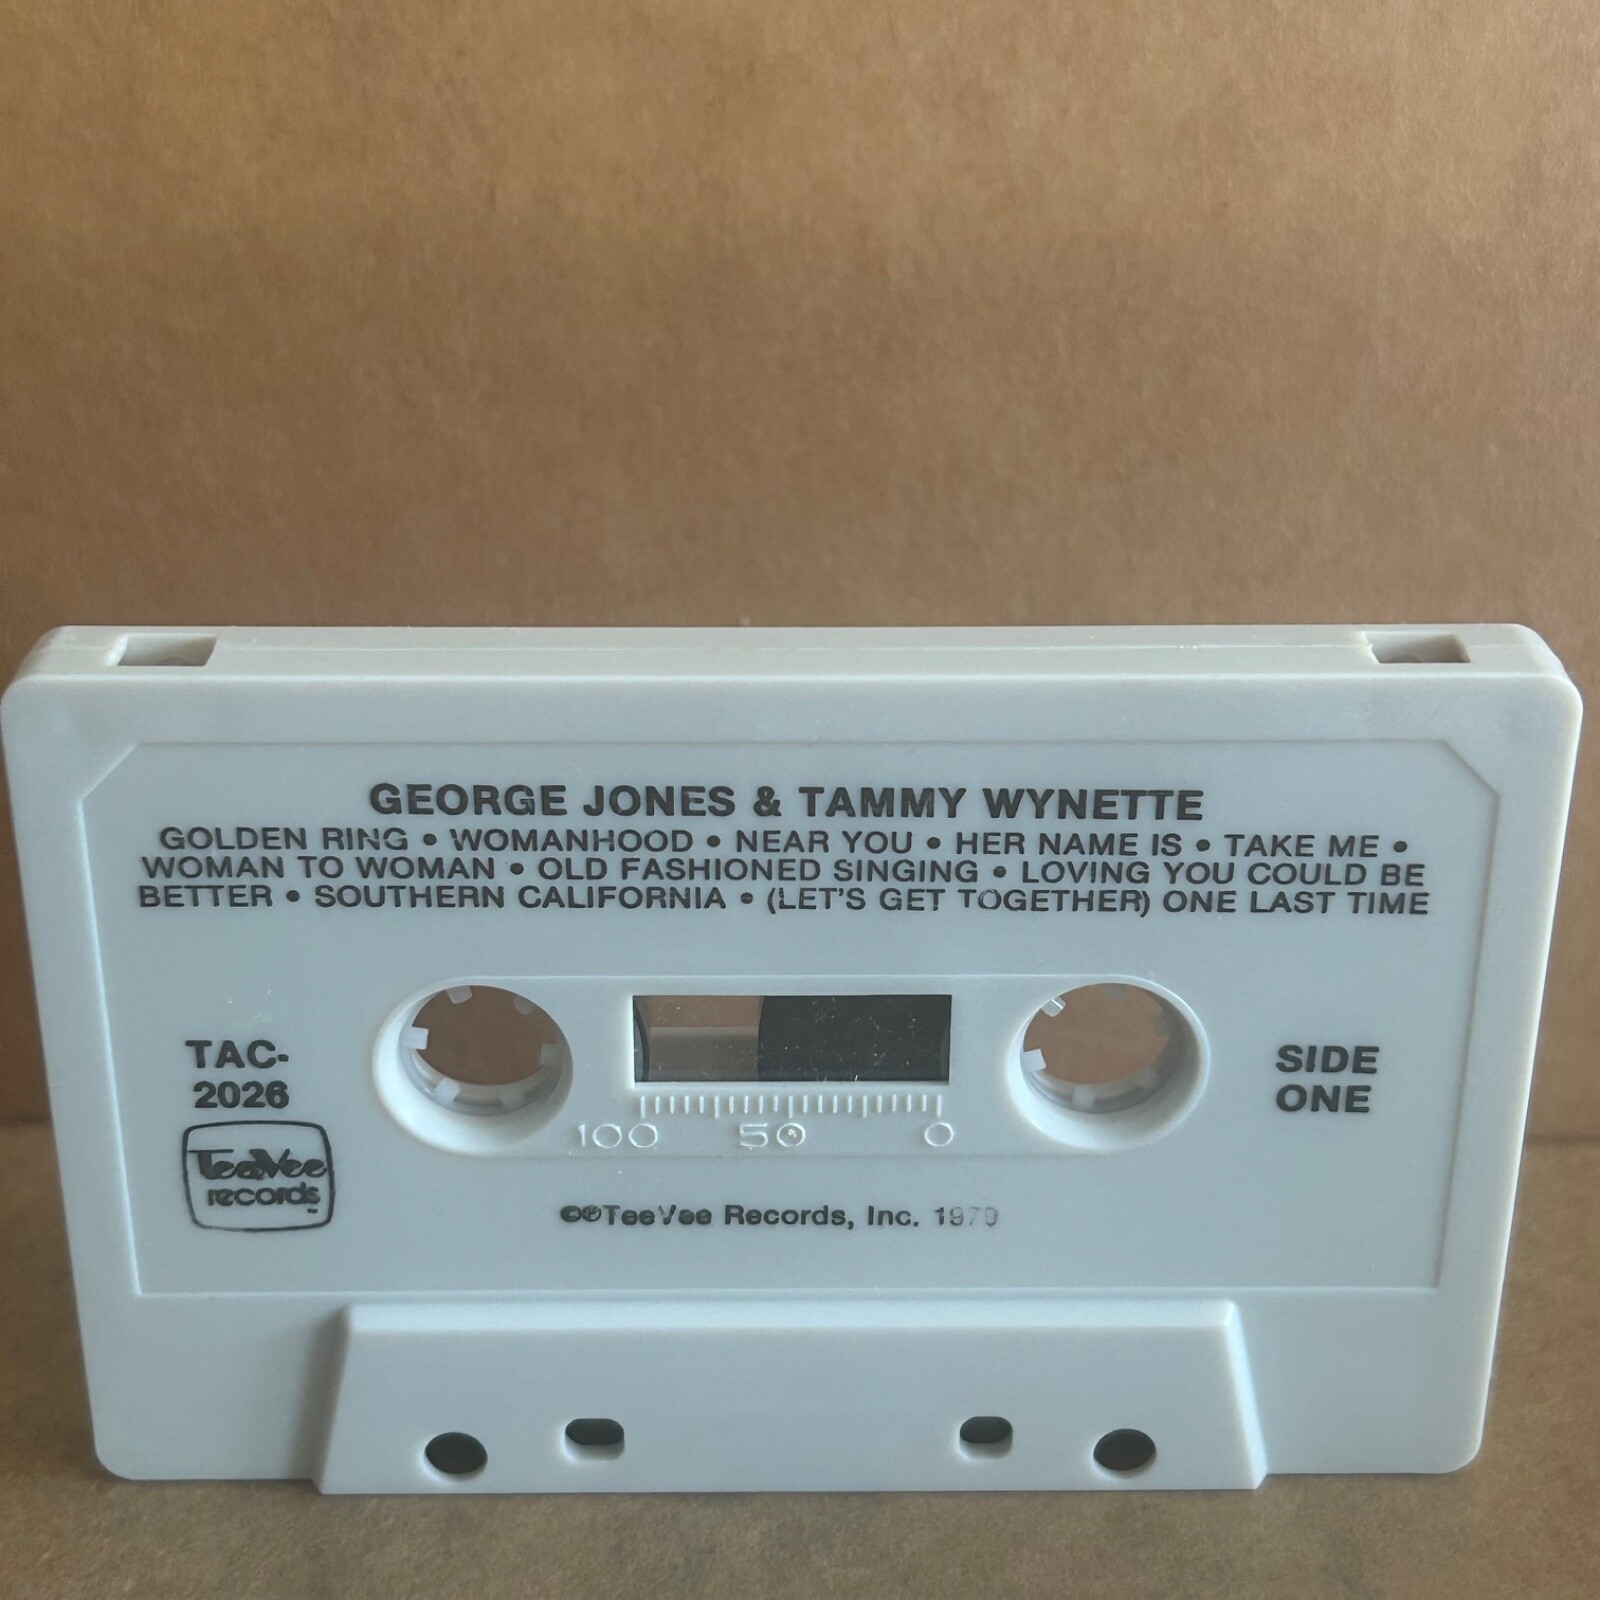 GEORGE JONES & TAMMY WYNETTE
GOLDEN RING • WOMANHOOD • NEAR YOU • HER NAME IS • TAKE ME •
WOMAN TO WOMAN • OLD FASHIONED SINGING • LOVING YOU COULD BE
BETTER • SOUTHERN CALIFORNIA • (LET'S GET TOGETHER) ONE LAST TIME
TAC-
2026
TeeVee
records
™
SIDE
ONE
100 50 0
©℗TeeVee Records, Inc. 1979